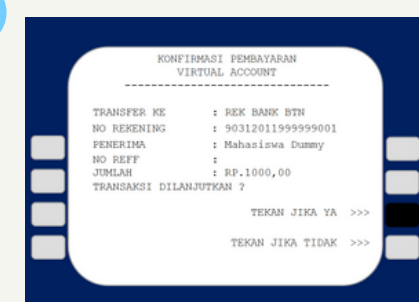 KONFIRMASI PEMBAYARAN
VIRTUAL ACCOUNT
--------------------------------
TRANSFER KE : REK BANK BTN
NO REKENING : 90312011999999001
PENERIMA : Mahasiswa Dummy
NO REFF :
JUMLAH : RP.1000,00
TRANSAKSI DILANJUTKAN ?
TEKAN JIKA YA >>>
TEKAN JIKA TIDAK >>>